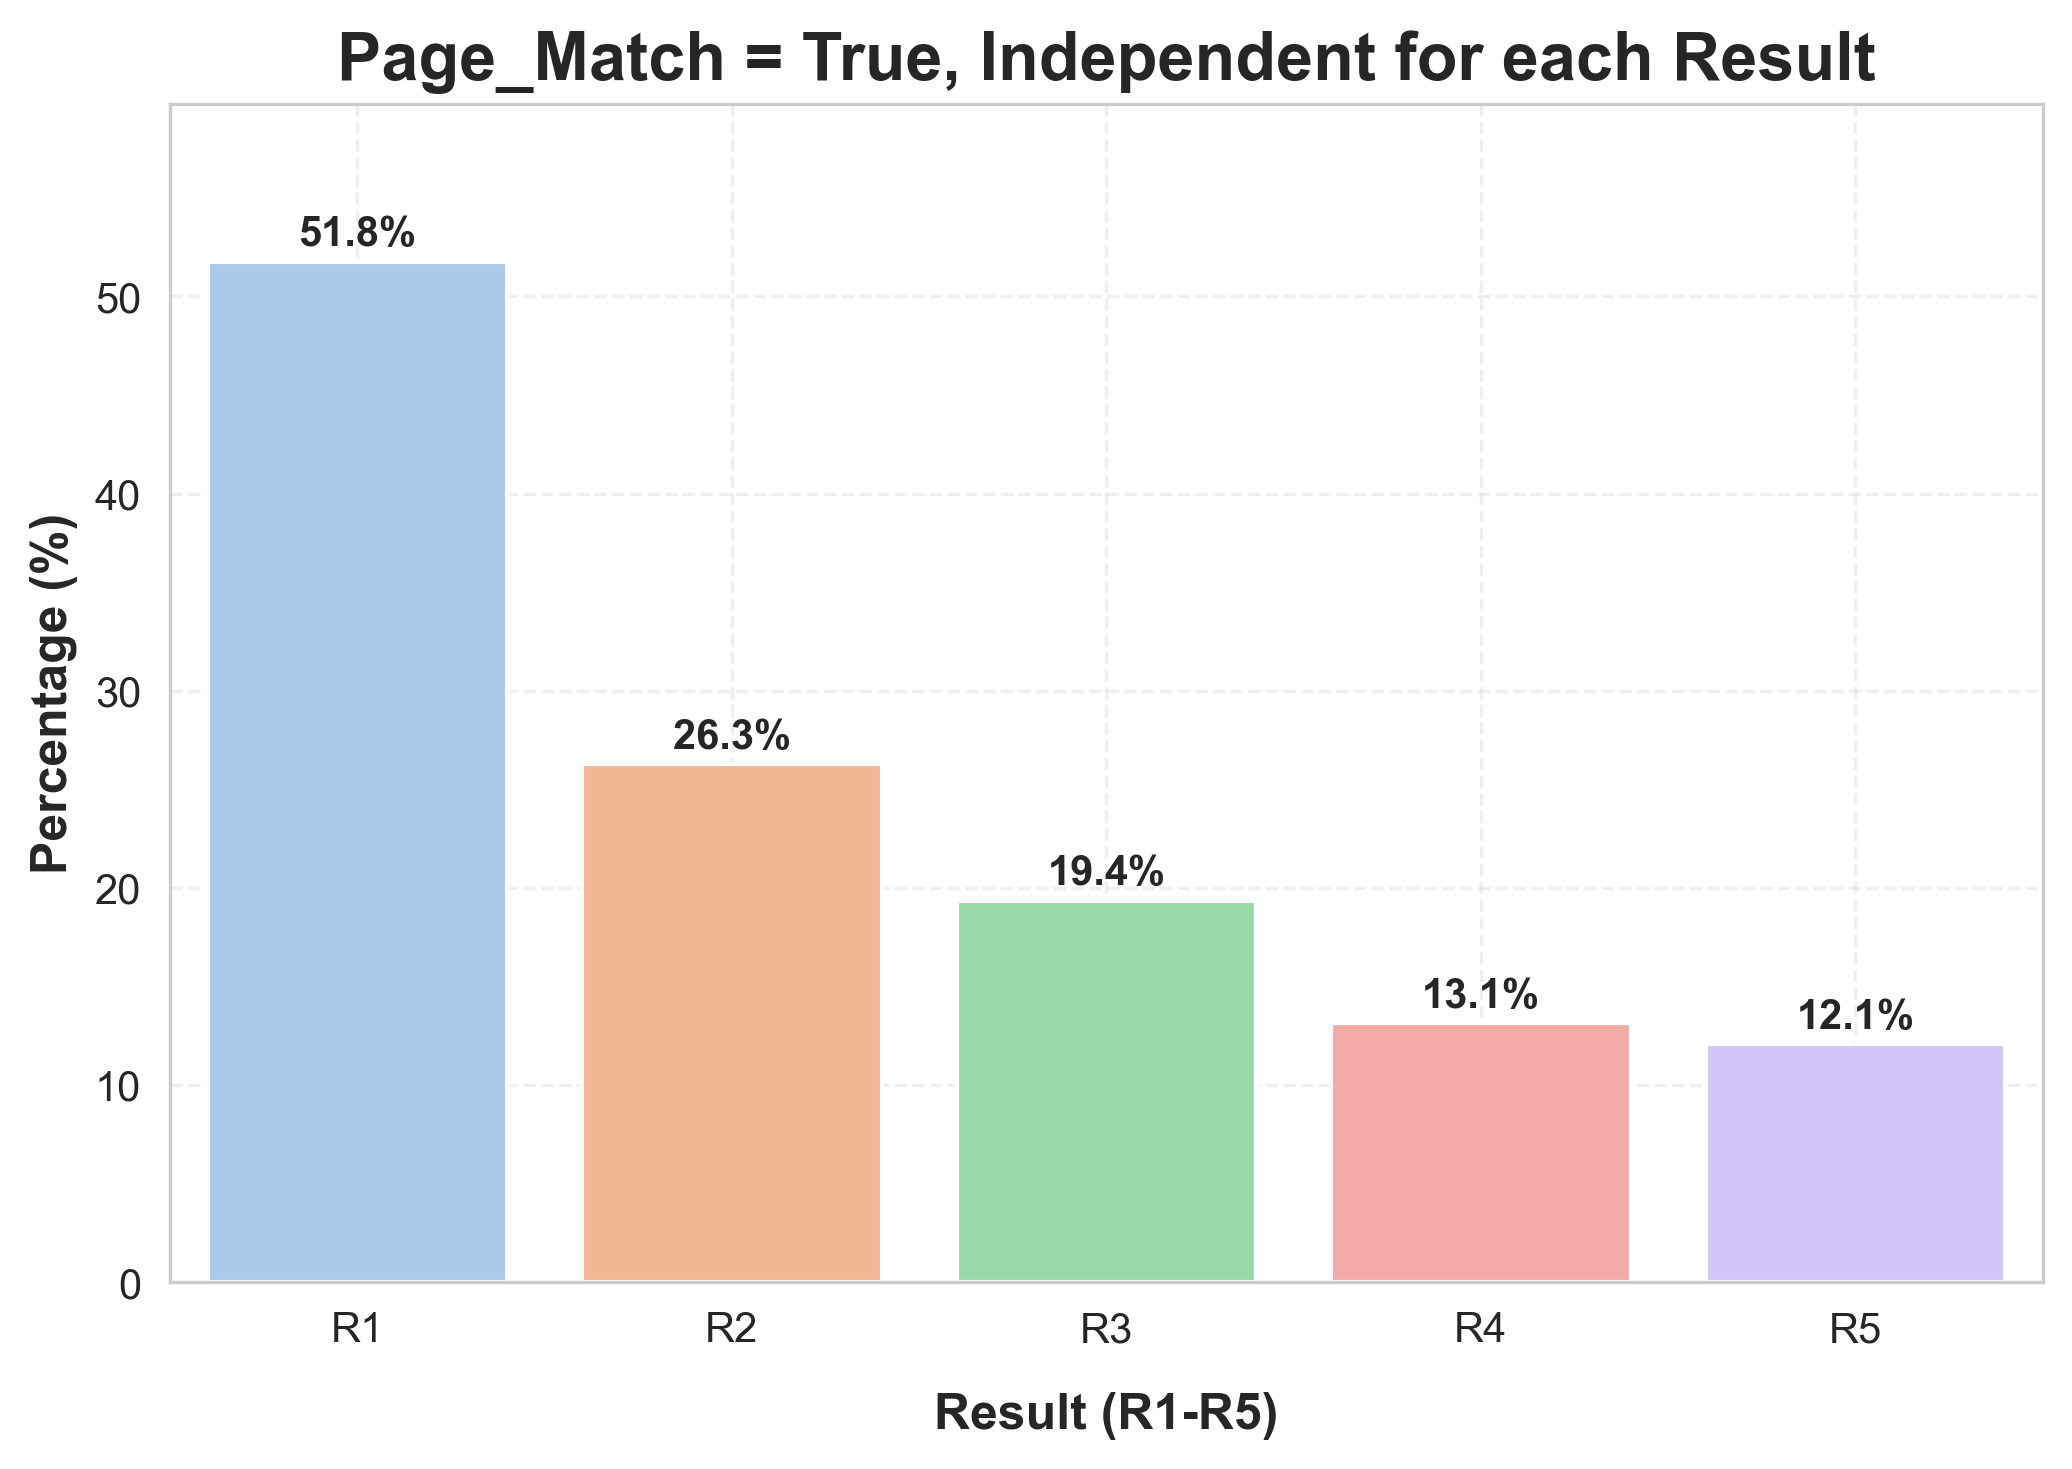 Page_Match = True, Independent for each Result
51.8%
50
40
Percentage (%)
30
26.3%
20
19.4%
13.1%
12.1%
10
0
R1
R2
R3
R4
R5
Result (R1-R5)